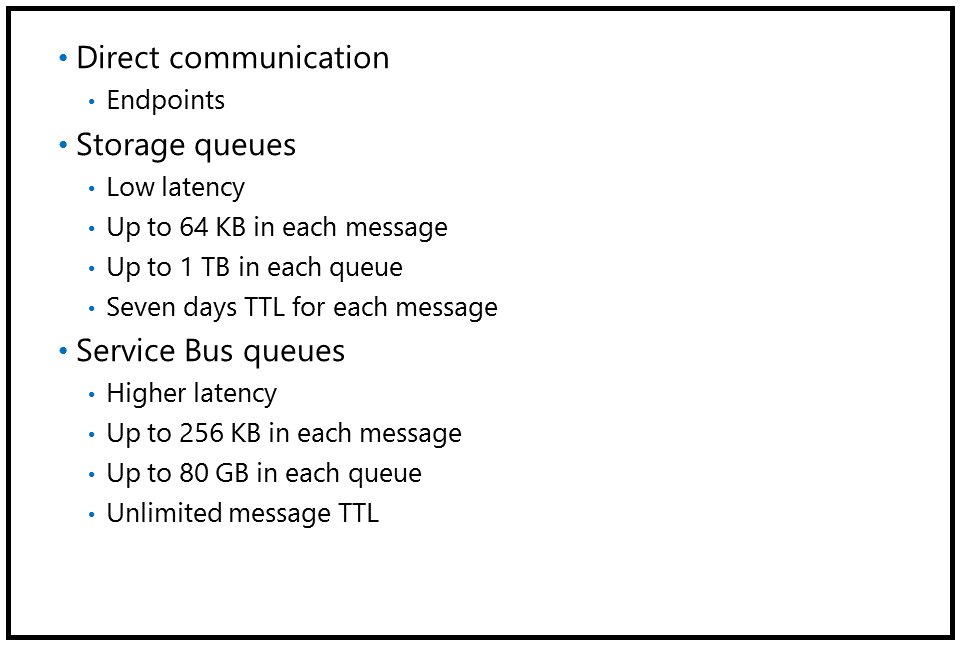 • Direct communication
• Endpoints
• Storage queues
• Low latency
• Up to 64 KB in each message
• Up to 1 TB in each queue
• Seven days TTL for each message
• Service Bus queues
• Higher latency
• Up to 256 KB in each message
• Up to 80 GB in each queue
• Unlimited message TTL